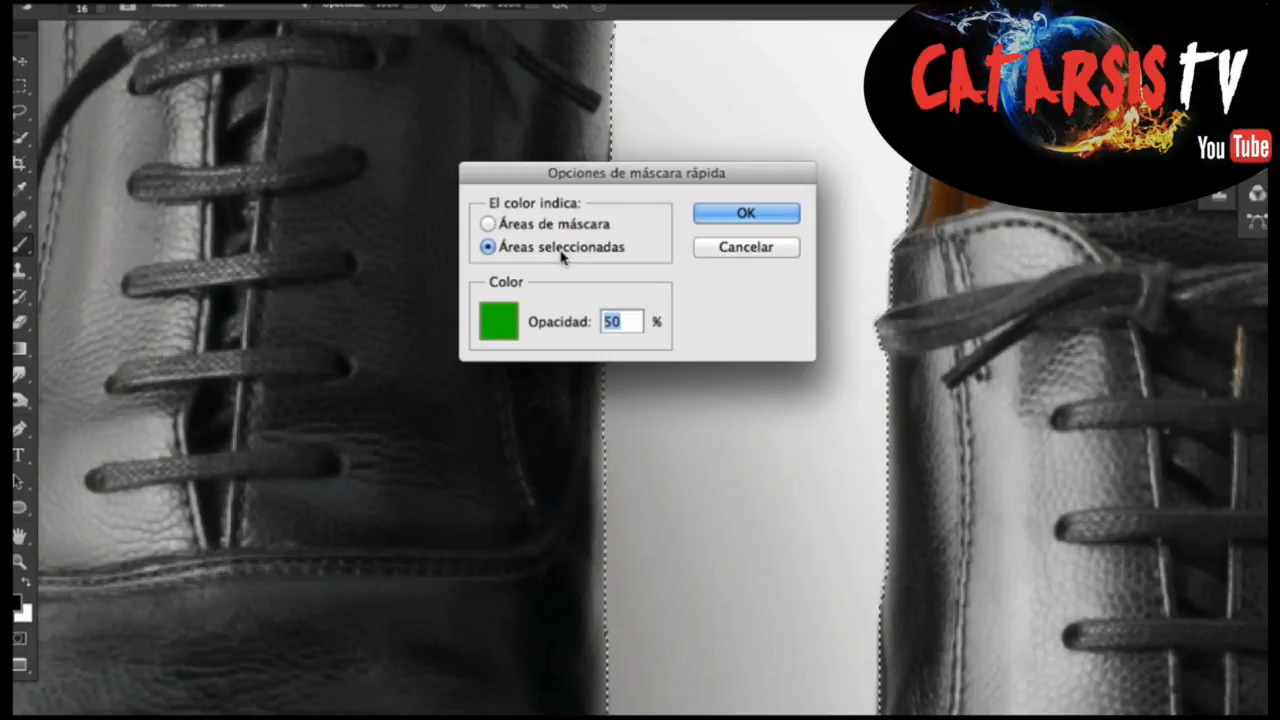 16
CATARSIS TV
You Tube
Opciones de máscara rápida
El color indica:
Áreas de máscara
Áreas seleccionadas
OK
Cancelar
Color
Opacidad: 50 %